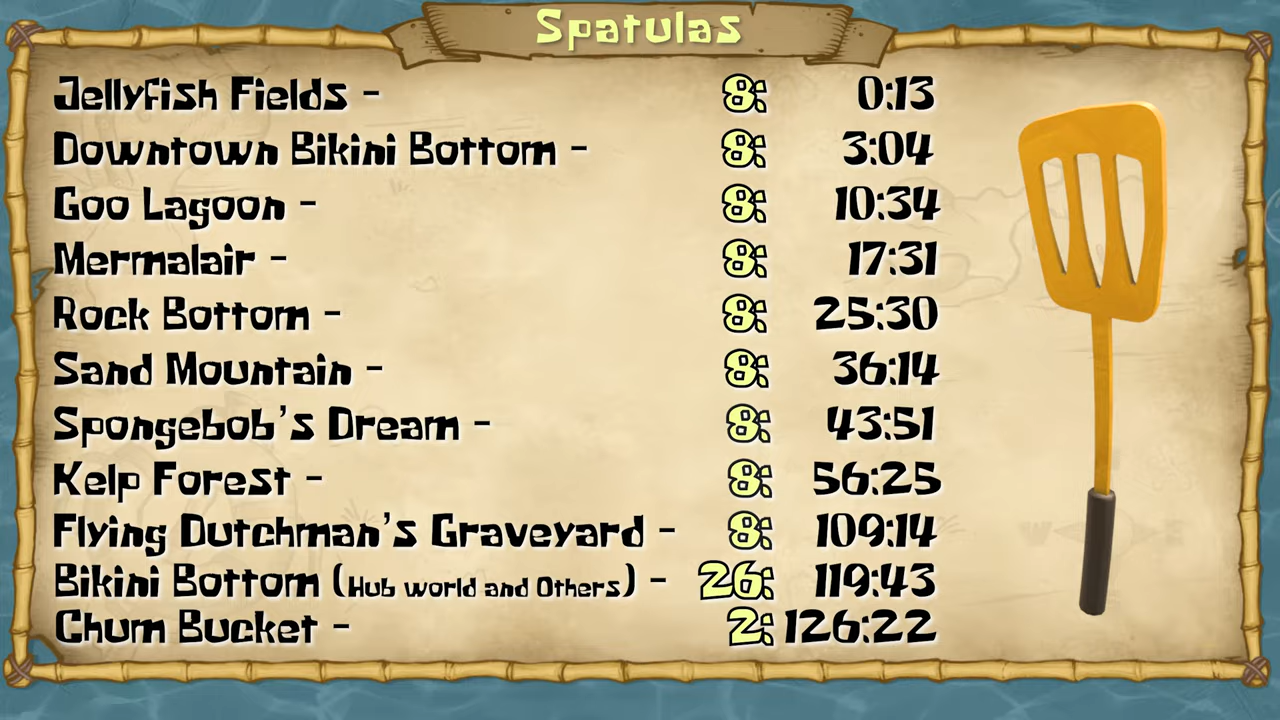 Spatulas
Jellyfish Fields - 8: 0:13
Downtown Bikini Bottom - 8: 3:04
Goo Lagoon - 8: 10:34
Mermalair - 8: 17:31
Rock Bottom - 8: 25:30
Sand Mountain - 8: 36:14
Spongebob's Dream - 8: 43:51
Kelp Forest - 8: 56:25
Flying Dutchman's Graveyard - 8: 109:14
Bikini Bottom (Hub world and Others) - 26: 119:43
Chum Bucket - 2: 126:22
W E